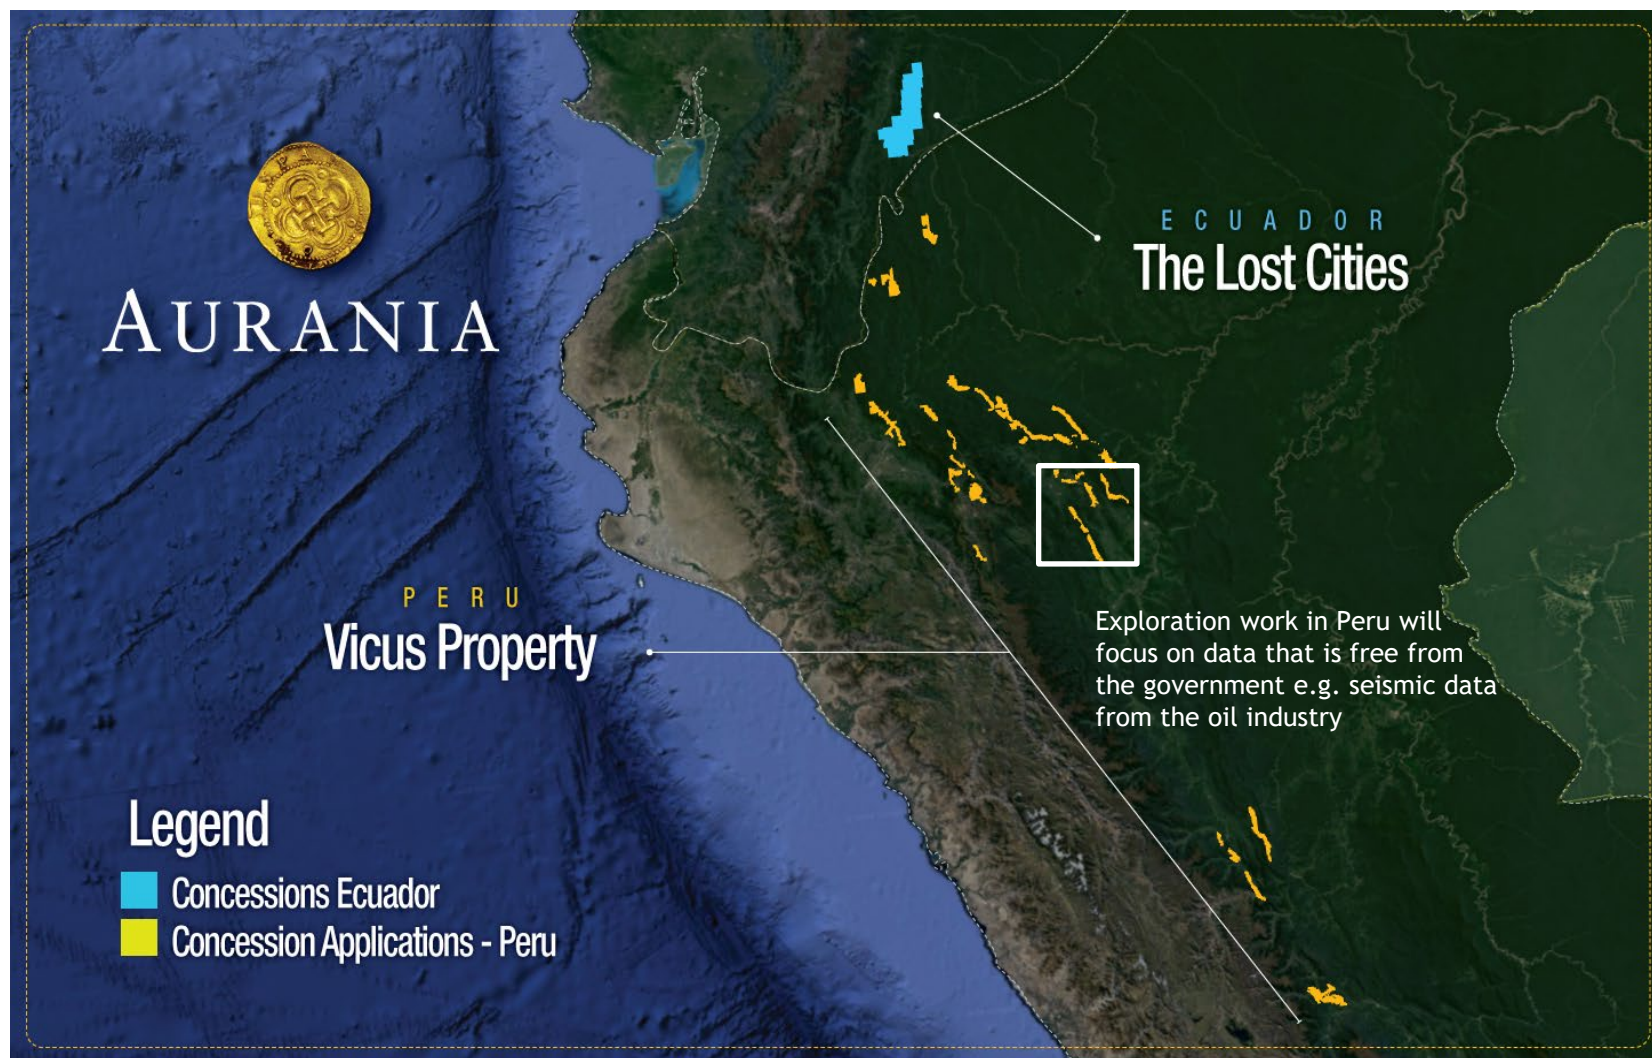 AURANIA
ECUADOR
The Lost Cities
PERU
Vicus Property
Exploration work in Peru will
focus on data that is free from
the government e.g. seismic data
from the oil industry
Legend
Concessions Ecuador
Concession Applications - Peru